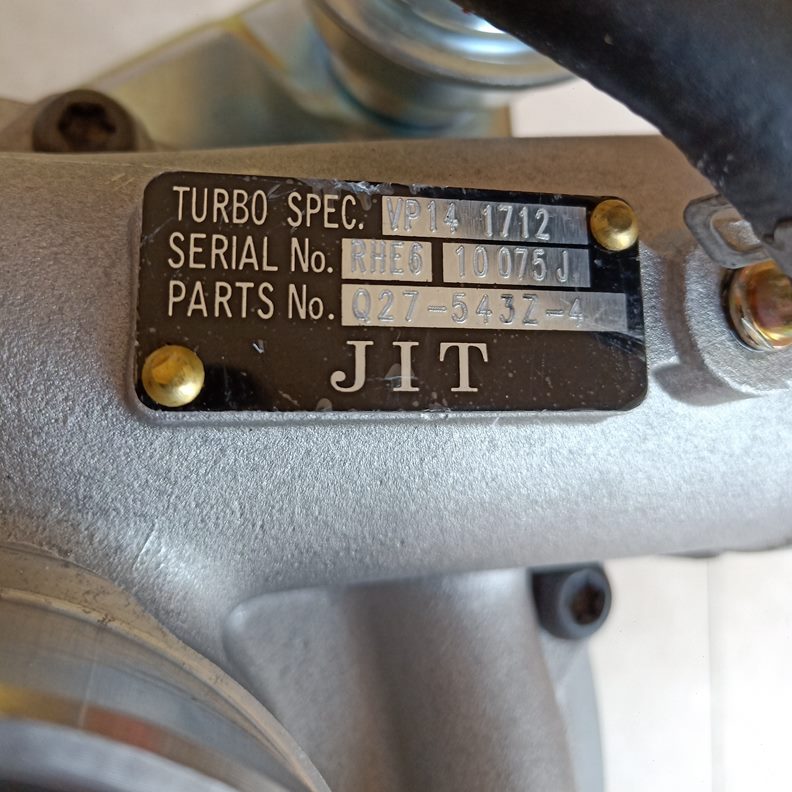 TURBO SPEC. VP14 1712
SERIAL No. RHE6 10075J
PARTS No. Q27-543Z-4
JIT